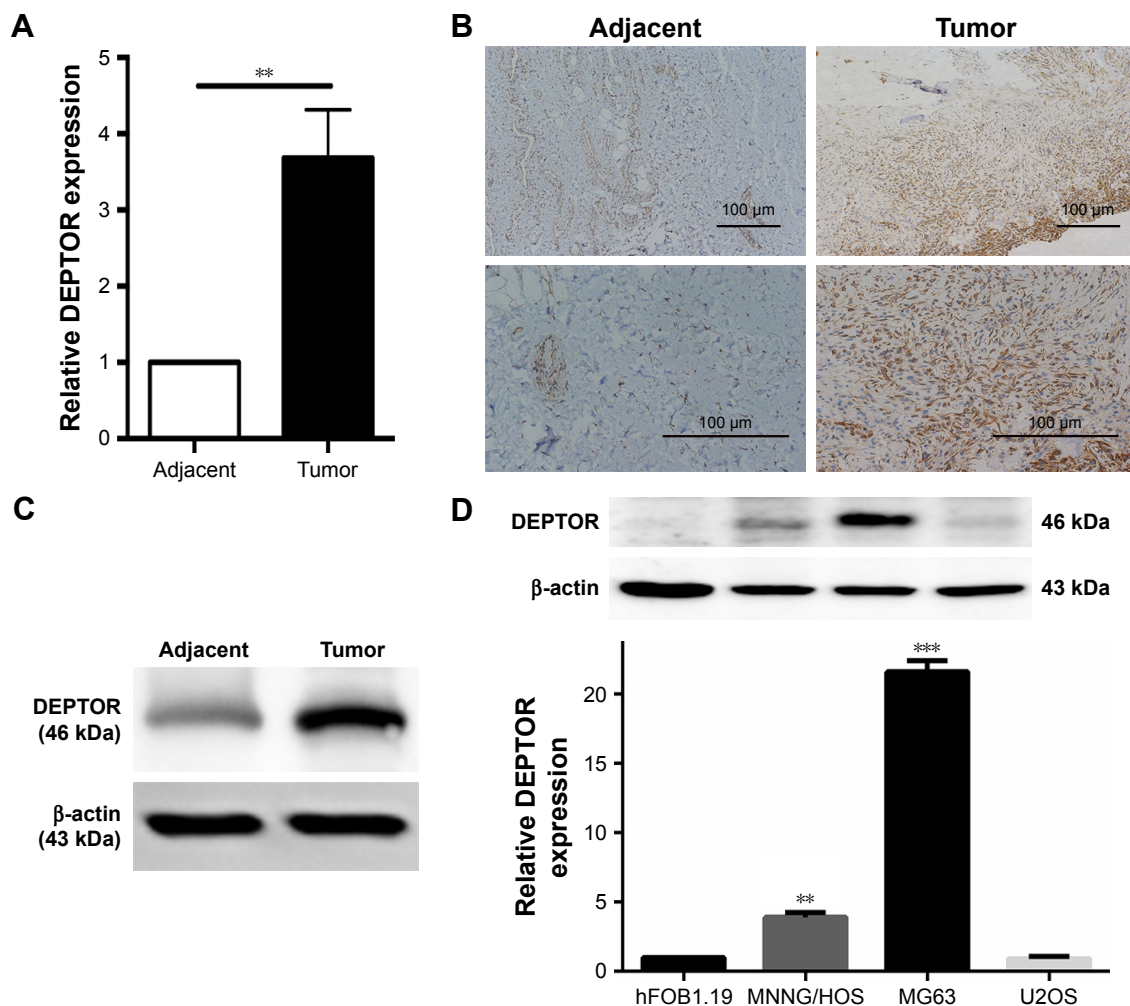 A
Relative DEPTOR expression
5
4
3
2
1
0
**
Adjacent
Tumor
B
Adjacent
Tumor
100 µm
100 µm
100 µm
100 µm
C
Adjacent
Tumor
DEPTOR
(46 kDa)
β-actin
(43 kDa)
D
DEPTOR
46 kDa
β-actin
43 kDa
Relative DEPTOR
expression
20
15
10
5
0
**
***
hFOB1.19
MNNG/HOS
MG63
U2OS